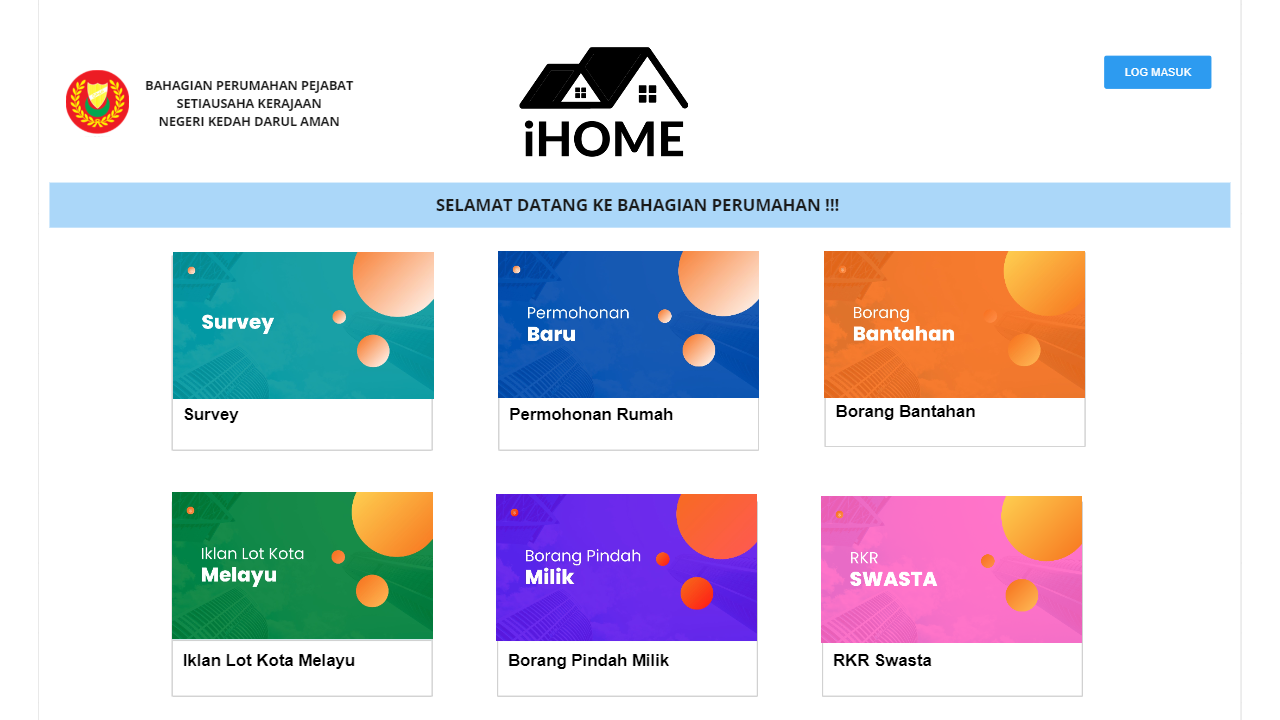 BAHAGIAN PERUMAHAN PEJABAT
SETIAUSAHA KERAJAAN
NEGERI KEDAH DARUL AMAN
iHOME
LOG MASUK
SELAMAT DATANG KE BAHAGIAN PERUMAHAN !!!
Survey
Survey
Permohonan
Baru
Permohonan Rumah
Borang
Bantahan
Borang Bantahan
Iklan Lot Kota
Melayu
Iklan Lot Kota Melayu
Borang Pindah
Milik
Borang Pindah Milik
RKR
SWASTA
RKR Swasta